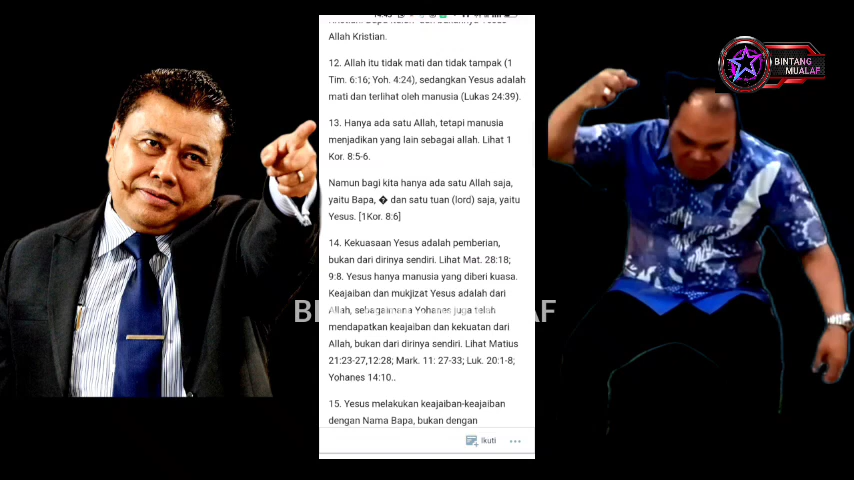 Allah Kristian.
12. Allah itu tidak mati dan tidak tampak (1
Tim. 6:16; Yoh. 4:24), sedangkan Yesus adalah
mati dan terlihat oleh manusia (Lukas 24:39).
13. Hanya ada satu Allah, tetapi manusia
menjadikan yang lain sebagai allah. Lihat 1
Kor. 8:5-6.
Namun bagi kita hanya ada satu Allah saja,
yaitu Bapa, � dan satu tuan (lord) saja, yaitu
Yesus. [1Kor. 8:6]
14. Kekuasaan Yesus adalah pemberian,
bukan dari dirinya sendiri. Lihat Mat. 28:18;
9:8. Yesus hanya manusia yang diberi kuasa.
Keajaiban dan mukjizat Yesus adalah dari
Allah, sebagaimana Yohanes juga telah
mendapatkan keajaiban dan kekuatan dari
Allah, bukan dari dirinya sendiri. Lihat Matius
21:23-27,12:28; Mark. 11: 27-33; Luk. 20:1-8;
Yohanes 14:10..
15. Yesus melakukan keajaiban-keajaiban
dengan Nama Bapa, bukan dengan
Ikuti
BINTANG
MUALAF